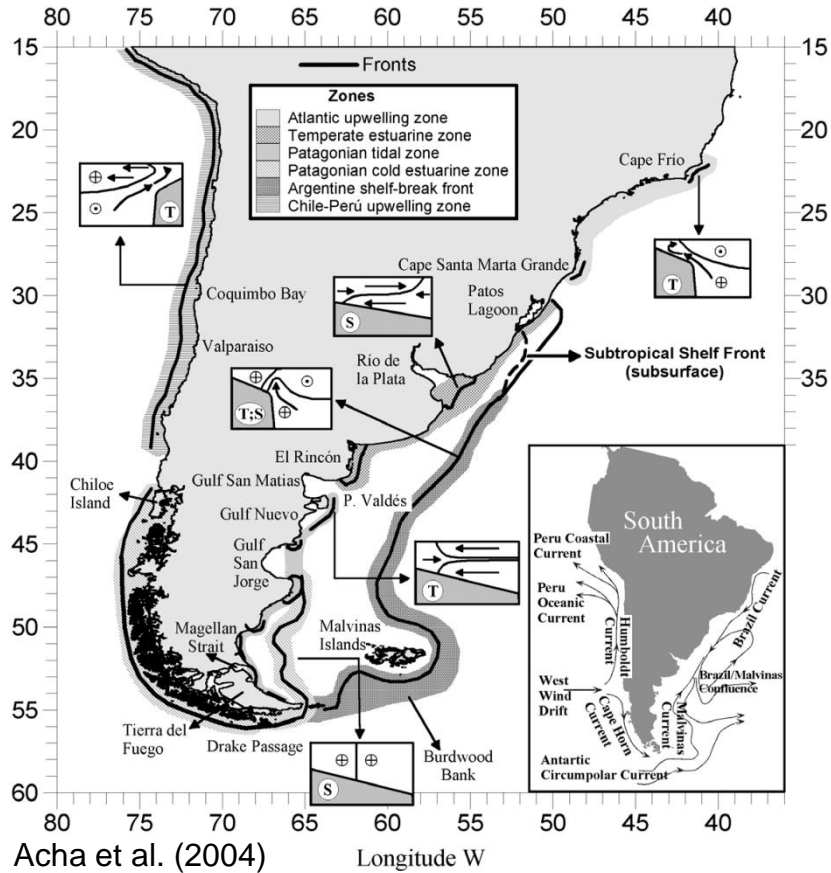 80 75 70 65 60 55 50 45 40
15 15
20 20
25 25
30 30
35 35
40 40
45 45
50 50
55 55
60 60
80 75 70 65 60 55 50 45 40
Fronts
Zones
Atlantic upwelling zone
Temperate estuarine zone
Patagonian tidal zone
Patagonian cold estuarine zone
Argentine shelf-break front
Chile-Perú upwelling zone
Cape Frío
T
T
Cape Santa Marta Grande
Coquimbo Bay
Patos
Lagoon
S
Valparaiso
Río de
la Plata
Subtropical Shelf Front
(subsurface)
T;S
El Rincón
Chiloe
Island
Gulf San Matias
P. Valdés
Gulf Nuevo
Gulf
San
Jorge
T
Magellan
Strait
Malvinas
Islands
Tierra del
Fuego
Drake Passage
Burdwood
Bank
S
South
America
Peru Coastal
Current
Peru
Oceanic
Current
Humboldt
Current
Brazil Current
Brazil/Malvinas
Confluence
West
Wind
Drift
Cape Horn
Current
Malvinas
Current
Antartic
Circumpolar Current
Acha et al. (2004)
Longitude W